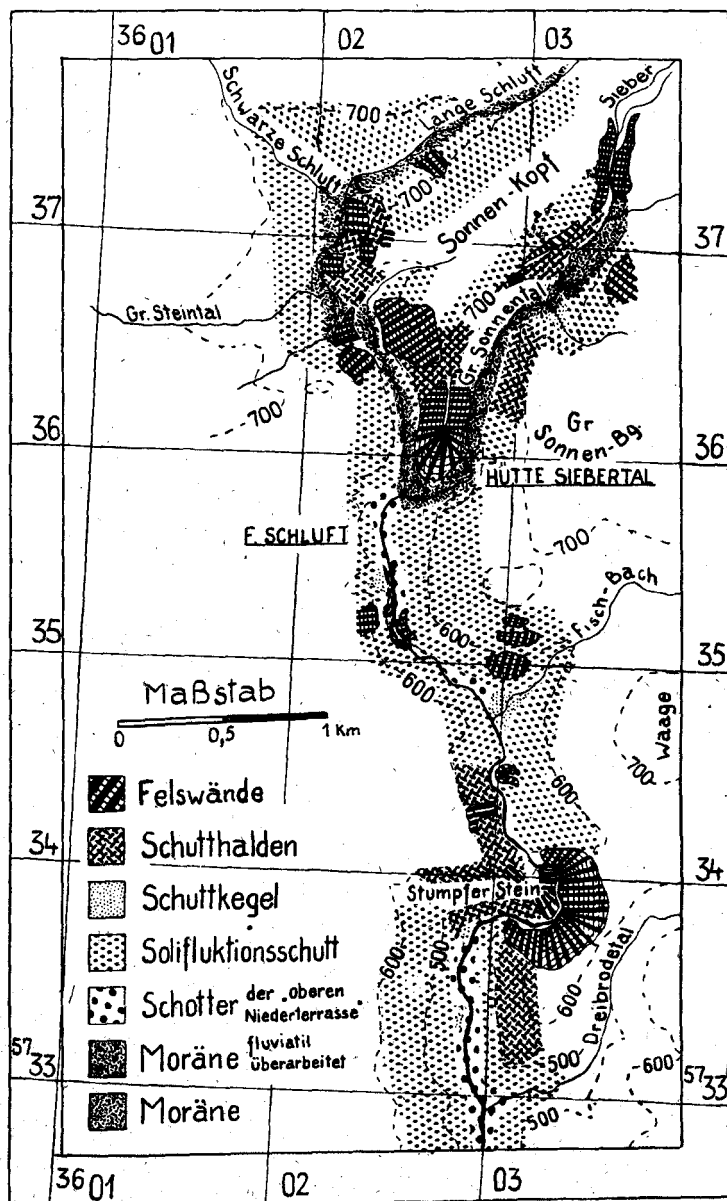 36 01
02
03
Schwarze Schluft
700
Lange Schluft
Sieber
700
Sonnen-Kopf
37
37
Gr. Steintal
700
Gr Sonnental
700
Gr
Sonnen-Bg.
36
36
HÜTTE SIEBERTAL
F. SCHLUFT
700
Fisch-Bach
600
35
35
600
Maßstab
0
0,5
1 Km
Waage
700
600
Felswände
Schutthalden
34
34
Schuttkegel
Stumpfer Stein
Solifluktionsschutt
600
500
Dreibrodetal
600
Schotter der "oberen
Niederterrasse"
Moräne fluviatil
überarbeitet
57 33
500
600
57 33
500
Moräne
36 01
02
03